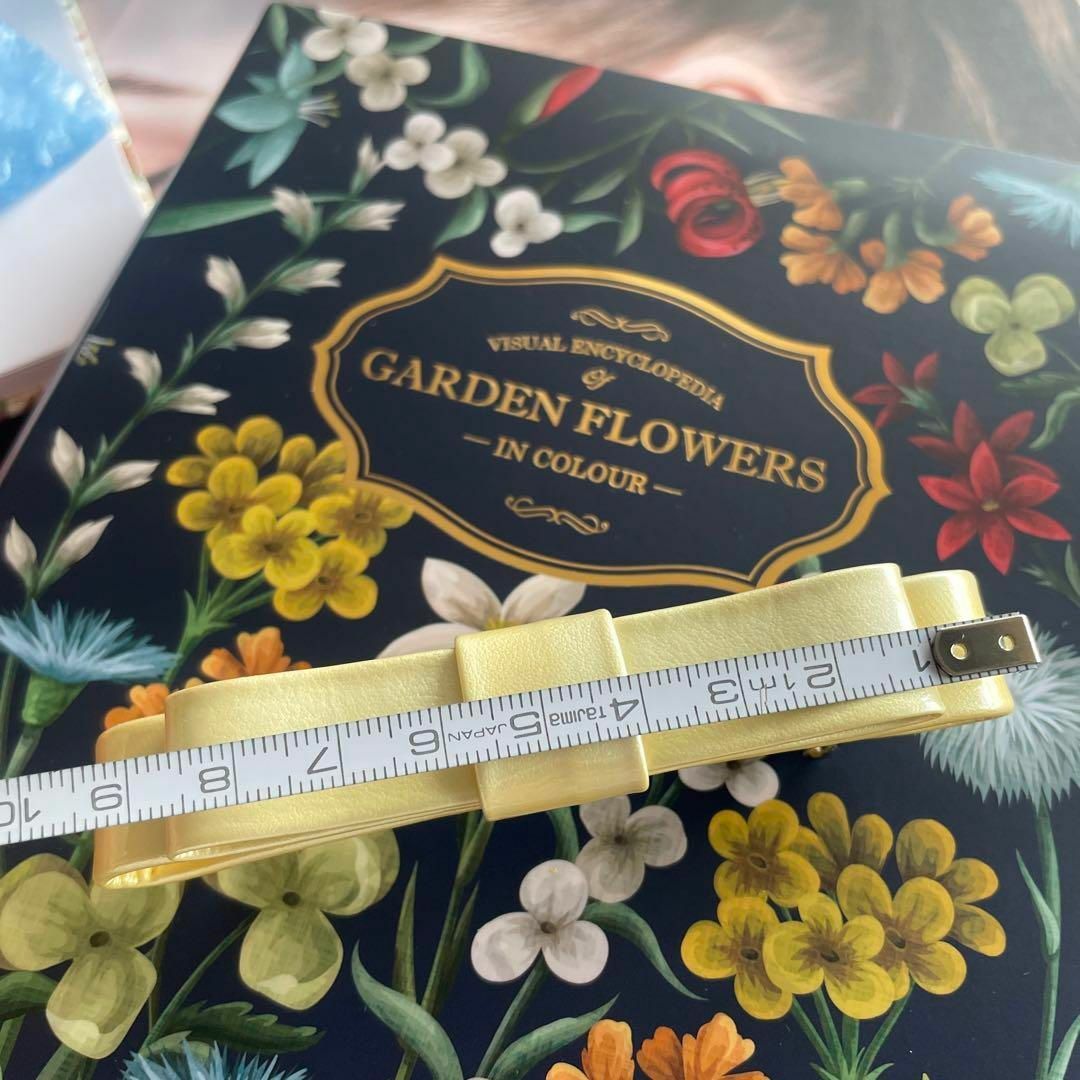 VISUAL ENCYCLOPEDIA
of
GARDEN FLOWERS
— IN COLOUR —
10 9 8 7 6 JAPAN 5 Tajima 4 3 1m 2 1